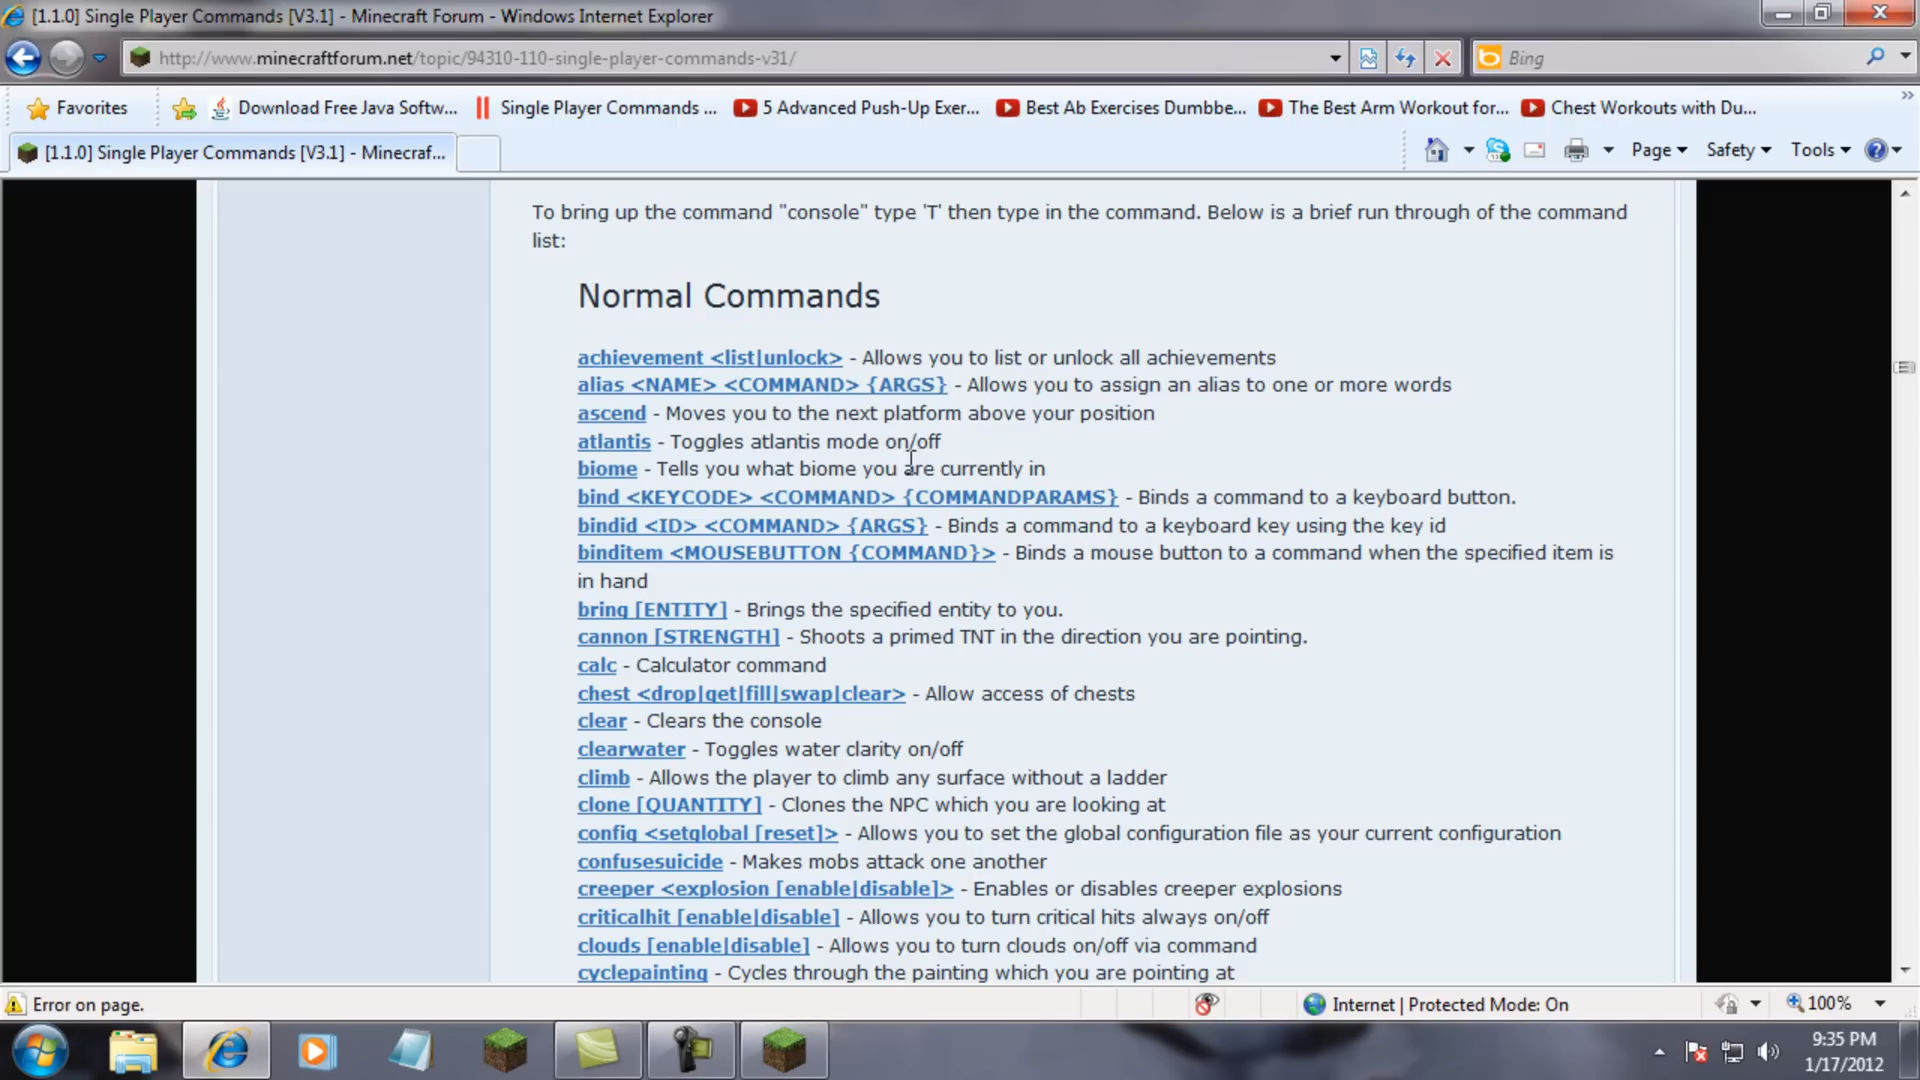 [1.1.0] Single Player Commands [V3.1] - Minecraft Forum - Windows Internet Explorer
http://www.minecraftforum.net/topic/94310-110-single-player-commands-v31/
Bing
Favorites
Download Free Java Softw...
Single Player Commands ...
5 Advanced Push-Up Exer...
Best Ab Exercises Dumbbe...
The Best Arm Workout for...
Chest Workouts with Du...
[1.1.0] Single Player Commands [V3.1] - Minecraf...
Page
Safety
Tools
To bring up the command "console" type 'T' then type in the command. Below is a brief run through of the command
list:
Normal Commands
achievement <list|unlock> - Allows you to list or unlock all achievements
alias <NAME> <COMMAND> {ARGS} - Allows you to assign an alias to one or more words
ascend - Moves you to the next platform above your position
atlantis - Toggles atlantis mode on/off
biome - Tells you what biome you are currently in
bind <KEYCODE> <COMMAND> {COMMANDPARAMS} - Binds a command to a keyboard button.
bindid <ID> <COMMAND> {ARGS} - Binds a command to a keyboard key using the key id
binditem <MOUSEBUTTON {COMMAND}> - Binds a mouse button to a command when the specified item is
in hand
bring [ENTITY] - Brings the specified entity to you.
cannon [STRENGTH] - Shoots a primed TNT in the direction you are pointing.
calc - Calculator command
chest <drop|get|fill|swap|clear> - Allow access of chests
clear - Clears the console
clearwater - Toggles water clarity on/off
climb - Allows the player to climb any surface without a ladder
clone [QUANTITY] - Clones the NPC which you are looking at
config <setglobal [reset]> - Allows you to set the global configuration file as your current configuration
confusesuicide - Makes mobs attack one another
creeper <explosion [enable|disable]> - Enables or disables creeper explosions
criticalhit [enable|disable] - Allows you to turn critical hits always on/off
clouds [enable|disable] - Allows you to turn clouds on/off via command
cyclepainting - Cycles through the painting which you are pointing at
Error on page.
Internet | Protected Mode: On
100%
9:35 PM
1/17/2012